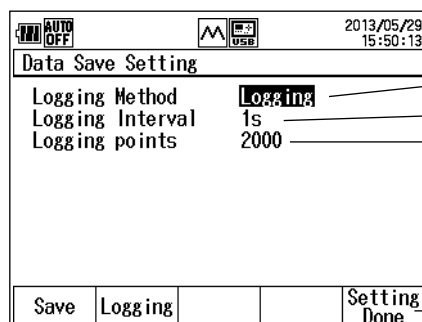 AUTO OFF
USB
2013/05/29
15:50:13
Data Save Setting
Logging Method Logging
Logging Interval 1s
Logging points 2000
Save Logging Setting Done